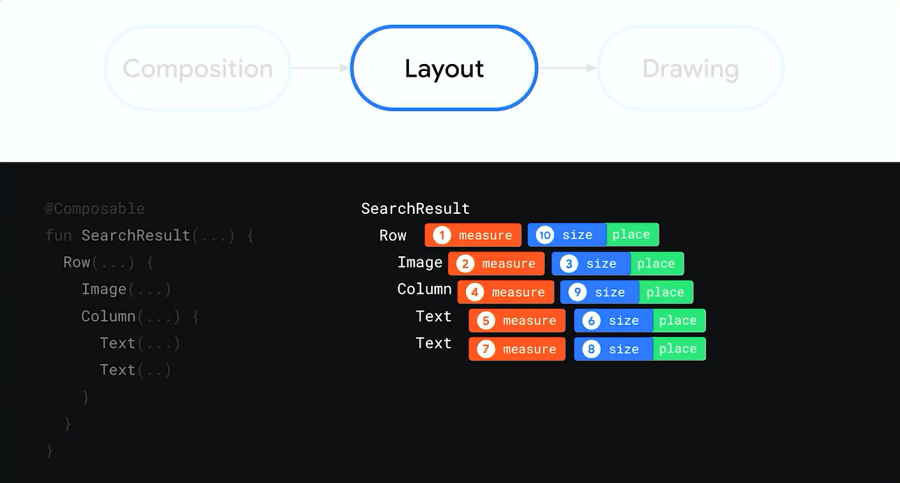 Composition Layout Drawing
@Composable
fun SearchResult(...) {
Row(...) {
Image(...)
Column(...) {
Text(...)
Text(..)
}
}
}
SearchResult
Row 1 measure 10 size place
Image 2 measure 3 size place
Column 4 measure 9 size place
Text 5 measure 6 size place
Text 7 measure 8 size place